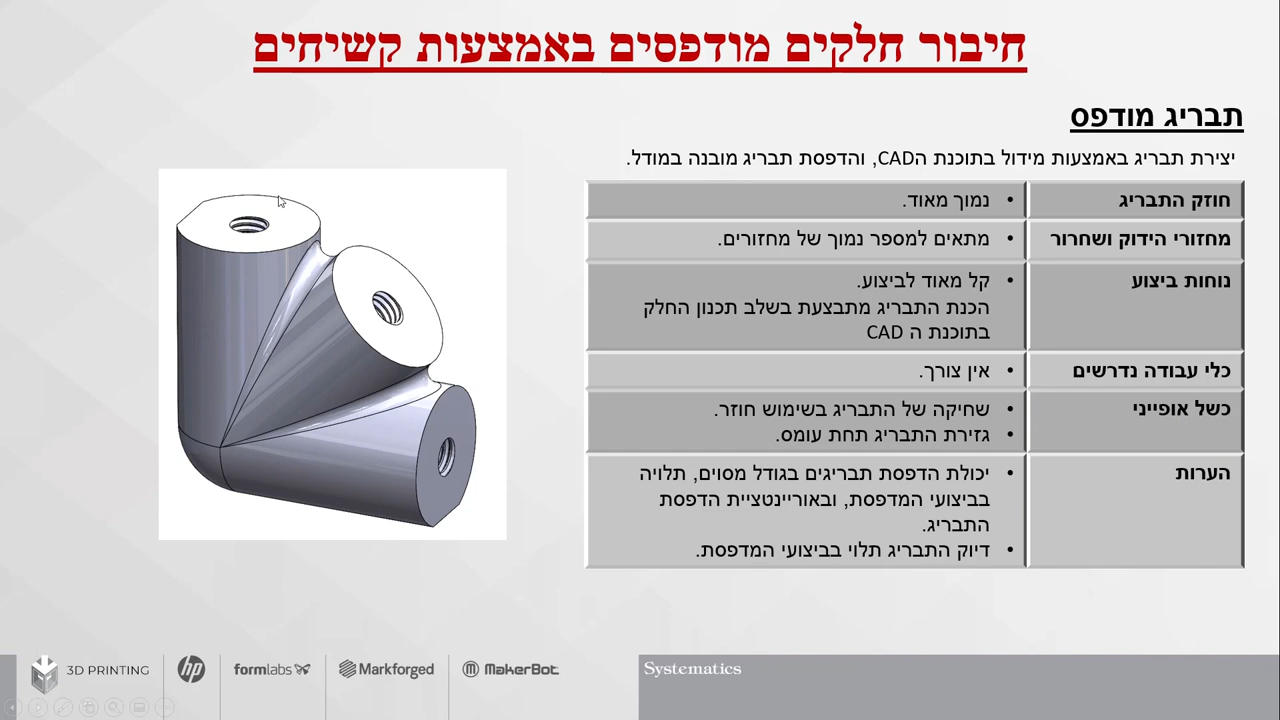 חיבור חלקים מודפסים באמצעות קשיחים
תבריג מודפס
יצירת תבריג באמצעות מידול בתוכנת הCAD, והדפסת תבריג מובנה במודל.
חוזק התבריג
• נמוך מאוד.
מחזורי הידוק ושחרור
• מתאים למספר נמוך של מחזורים.
נוחות ביצוע
• קל מאוד לביצוע.
הכנת התבריג מתבצעת בשלב תכנון החלק
בתוכנת ה CAD
כלי עבודה נדרשים
• אין צורך.
כשל אופייני
• שחיקה של התבריג בשימוש חוזר.
• גזירת התבריג תחת עומס.
הערות
• יכולת הדפסת תבריגים בגודל מסוים, תלויה
בביצועי המדפסת, ובאוריינטציית הדפסת
התבריג.
• דיוק התבריג תלוי בביצועי המדפסת.
3D PRINTING
hp
formlabs
Markforged
MakerBot
Systematics